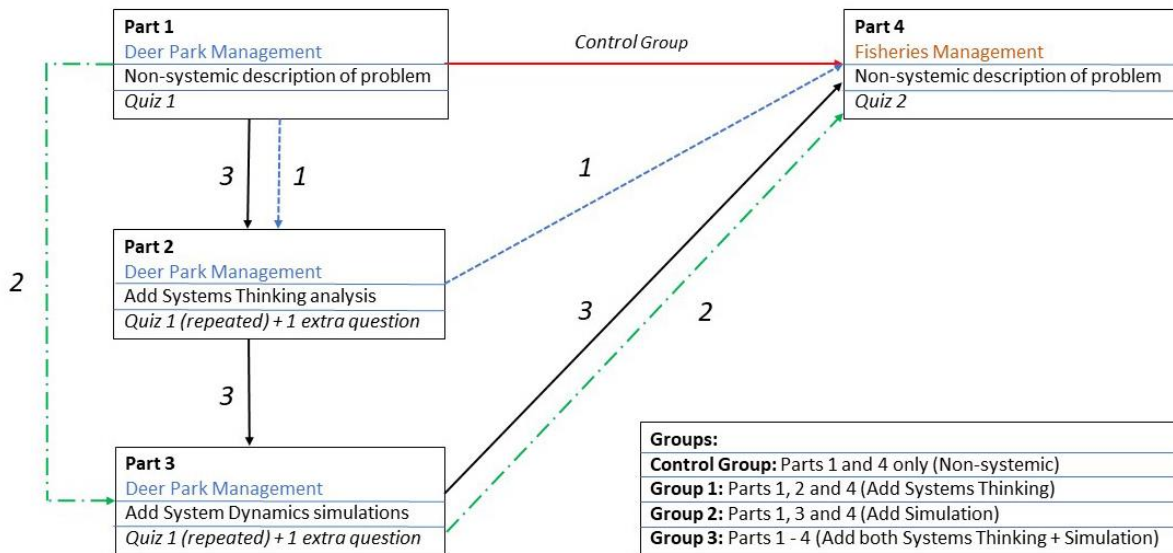 Part 1
Deer Park Management
Non-systemic description of problem
Quiz 1
Control Group
Part 4
Fisheries Management
Non-systemic description of problem
Quiz 2
3
1
2
1
Part 2
Deer Park Management
Add Systems Thinking analysis
Quiz 1 (repeated) + 1 extra question
3
2
3
Part 3
Deer Park Management
Add System Dynamics simulations
Quiz 1 (repeated) + 1 extra question
Groups:
Control Group: Parts 1 and 4 only (Non-systemic)
Group 1: Parts 1, 2 and 4 (Add Systems Thinking)
Group 2: Parts 1, 3 and 4 (Add Simulation)
Group 3: Parts 1 - 4 (Add both Systems Thinking + Simulation)